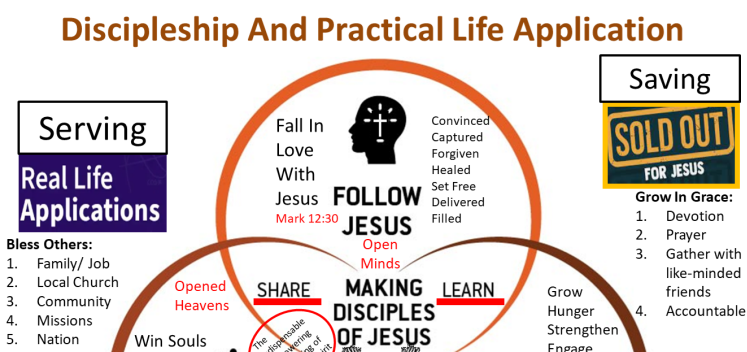 Discipleship And Practical Life Application
Serving
Real Life
Applications
Bless Others:
1. Family/ Job
2. Local Church
3. Community
4. Missions
5. Nation
Fall In
Love
With
Jesus
Mark 12:30
FOLLOW
JESUS
Convinced
Captured
Forgiven
Healed
Set Free
Delivered
Filled
Open
Minds
Opened
Heavens
SHARE
MAKING
DISCIPLES
OF JESUS
LEARN
Win Souls
The
of
Grow
Hunger
Strengthen
Engage
Saving
SOLD OUT
FOR JESUS
Grow In Grace:
1. Devotion
2. Prayer
3. Gather with
like-minded
friends
4. Accountable